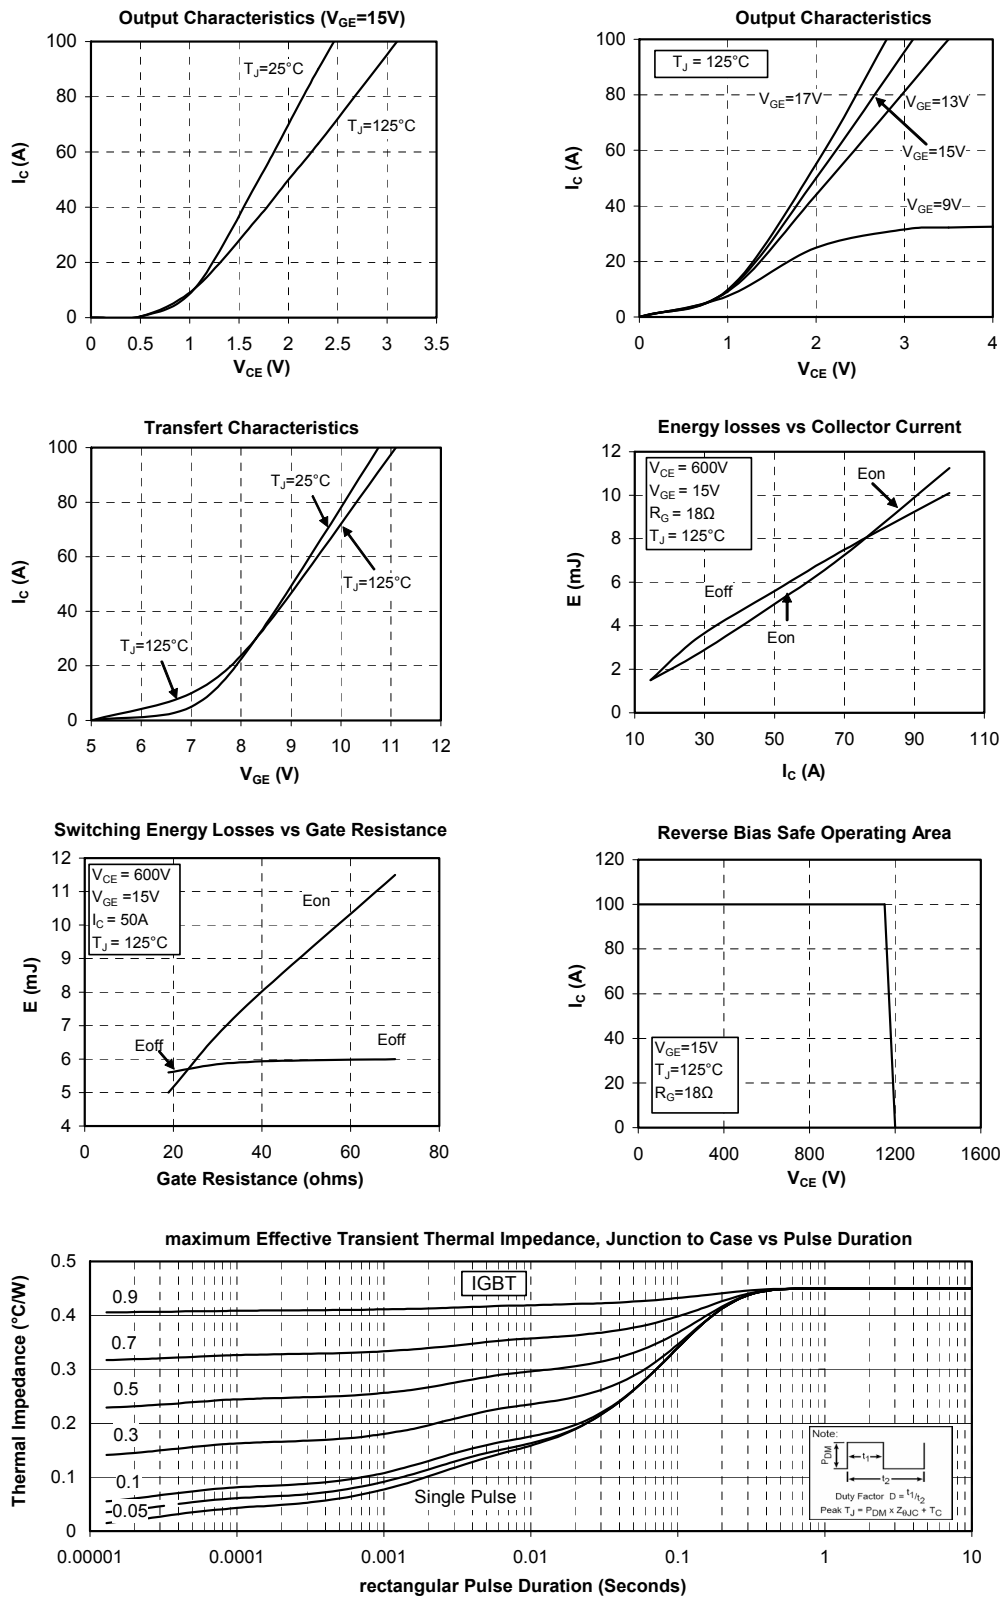 Output Characteristics (VGE=15V)
100
80
60
40
20
0
0 0.5 1 1.5 2 2.5 3 3.5
VCE (V)
IC (A)
TJ=25°C
TJ=125°C
Output Characteristics
100
80
60
40
20
0
0 1 2 3 4
VCE (V)
IC (A)
TJ = 125°C
VGE=17V
VGE=13V
VGE=15V
VGE=9V
Transfert Characteristics
100
80
60
40
20
0
5 6 7 8 9 10 11 12
VGE (V)
IC (A)
TJ=25°C
TJ=125°C
TJ=125°C
Energy losses vs Collector Current
12
10
8
6
4
2
0
10 30 50 70 90 110
IC (A)
E (mJ)
VCE = 600V
VGE = 15V
RG = 18Ω
TJ = 125°C
Eon
Eoff
Eon
Switching Energy Losses vs Gate Resistance
12
11
10
9
8
7
6
5
4
0 20 40 60 80
Gate Resistance (ohms)
E (mJ)
VCE = 600V
VGE =15V
IC = 50A
TJ = 125°C
Eon
Eoff
Eoff
Reverse Bias Safe Operating Area
120
100
80
60
40
20
0
0 400 800 1200 1600
VCE (V)
IC (A)
VGE=15V
TJ=125°C
RG=18Ω
maximum Effective Transient Thermal Impedance, Junction to Case vs Pulse Duration
0.5
0.4
0.3
0.2
0.1
0
0.00001 0.0001 0.001 0.01 0.1 1 10
rectangular Pulse Duration (Seconds)
Thermal Impedance (°C/W)
IGBT
0.9
0.7
0.5
0.3
0.1
0.05
Single Pulse
Note:
PDM
t1
t2
Duty Factor D = t1/t2
Peak TJ = PDM x ZθJC + TC